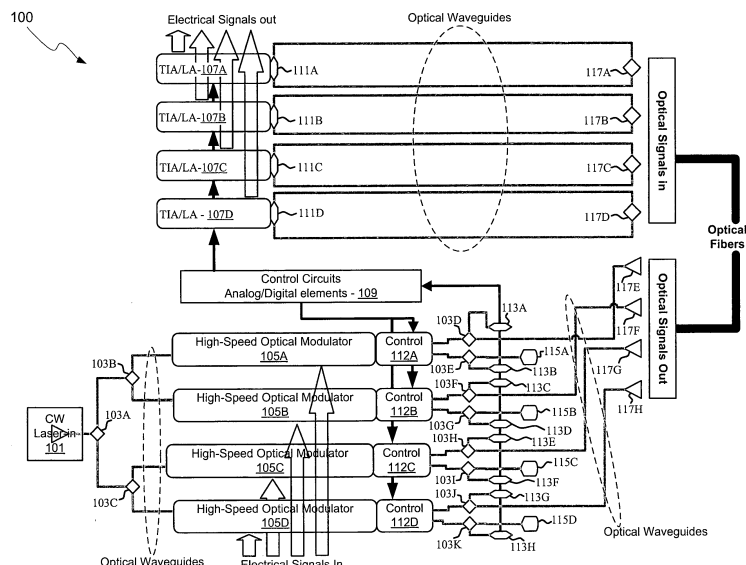 100
Electrical Signals out
Optical Waveguides
TIA/LA-107A
111A
117A
TIA/LA-107B
111B
117B
TIA/LA-107C
111C
117C
TIA/LA - 107D
111D
117D
Optical Signals in
Optical
Fibers
Control Circuits
Analog/Digital elements - 109
113A
117E
103D
117F
High-Speed Optical Modulator
105A
Control
112A
103E
115A
113B
117G
103B
103F
113C
High-Speed Optical Modulator
105B
Control
112B
115B
117H
Optical Signals Out
CW
Laser in
101
103A
103G
113D
103H
113E
High-Speed Optical Modulator
105C
Control
112C
103I
115C
113F
103C
103J
113G
High-Speed Optical Modulator
105D
Control
112D
115D
103K
113H
Optical Waveguides
Optical Waveguides
Electrical Signals In